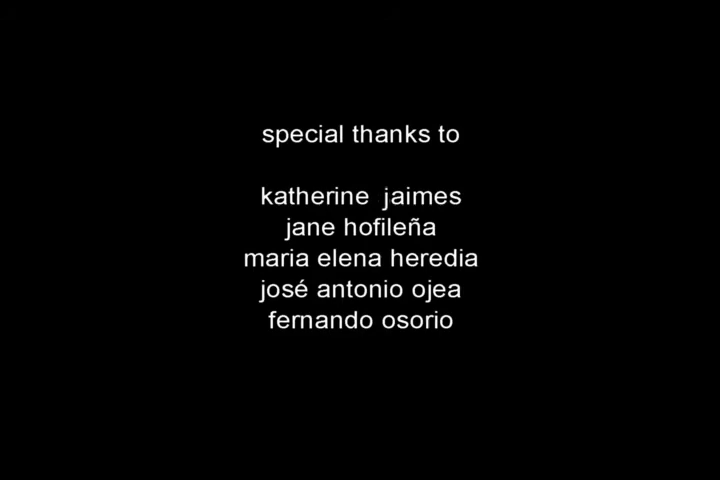 special thanks to
katherine jaimes
jane hofileña
maria elena heredia
josé antonio ojea
fernando osorio